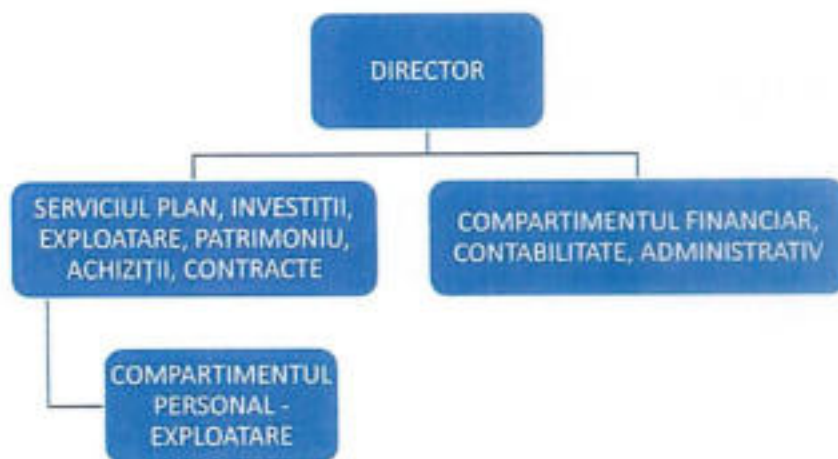 DIRECTOR
SERVICIUL PLAN, INVESTIȚII,
EXPLOATARE, PATRIMONIU,
ACHIZIȚII, CONTRACTE
COMPARTIMENTUL FINANCIAR,
CONTABILITATE, ADMINISTRATIV
COMPARTIMENTUL
PERSONAL -
EXPLOATARE